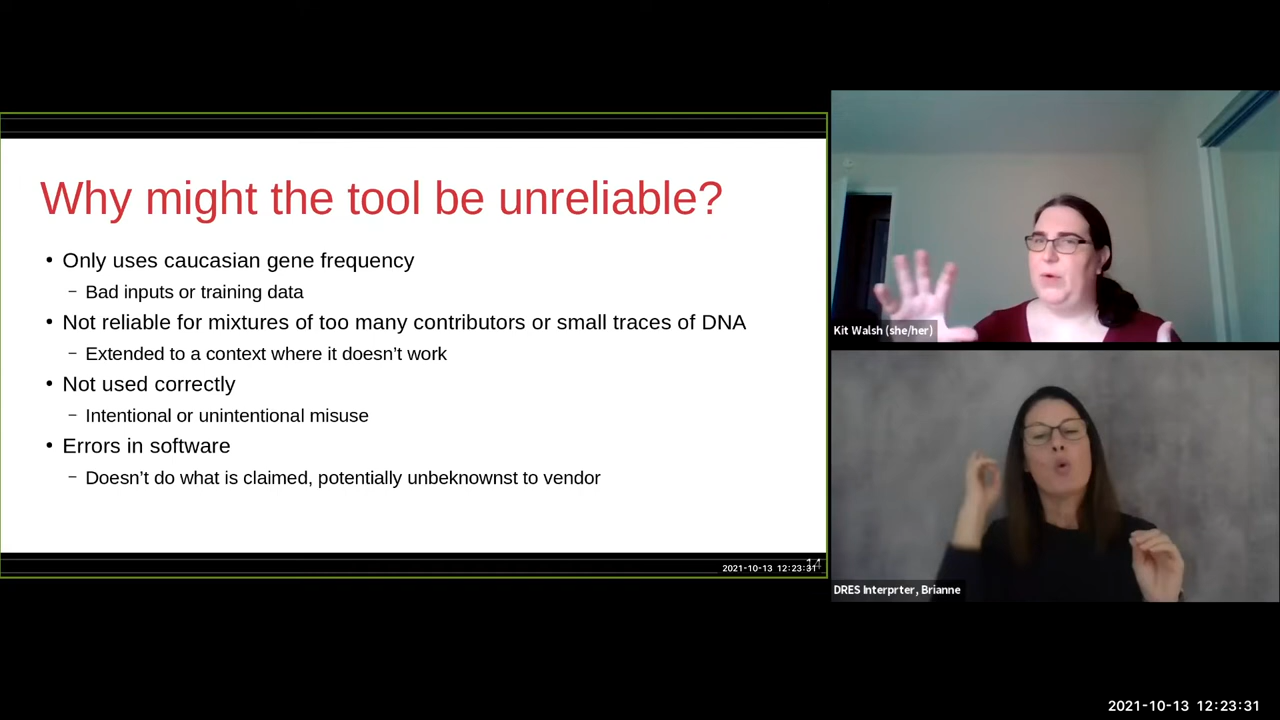 Why might the tool be unreliable?
• Only uses caucasian gene frequency
– Bad inputs or training data
• Not reliable for mixtures of too many contributors or small traces of DNA
– Extended to a context where it doesn’t work
• Not used correctly
– Intentional or unintentional misuse
• Errors in software
– Doesn’t do what is claimed, potentially unbeknownst to vendor
14
2021-10-13 12:23:31
Kit Walsh (she/her)
DRES Interprter, Brianne
2021-10-13 12:23:31